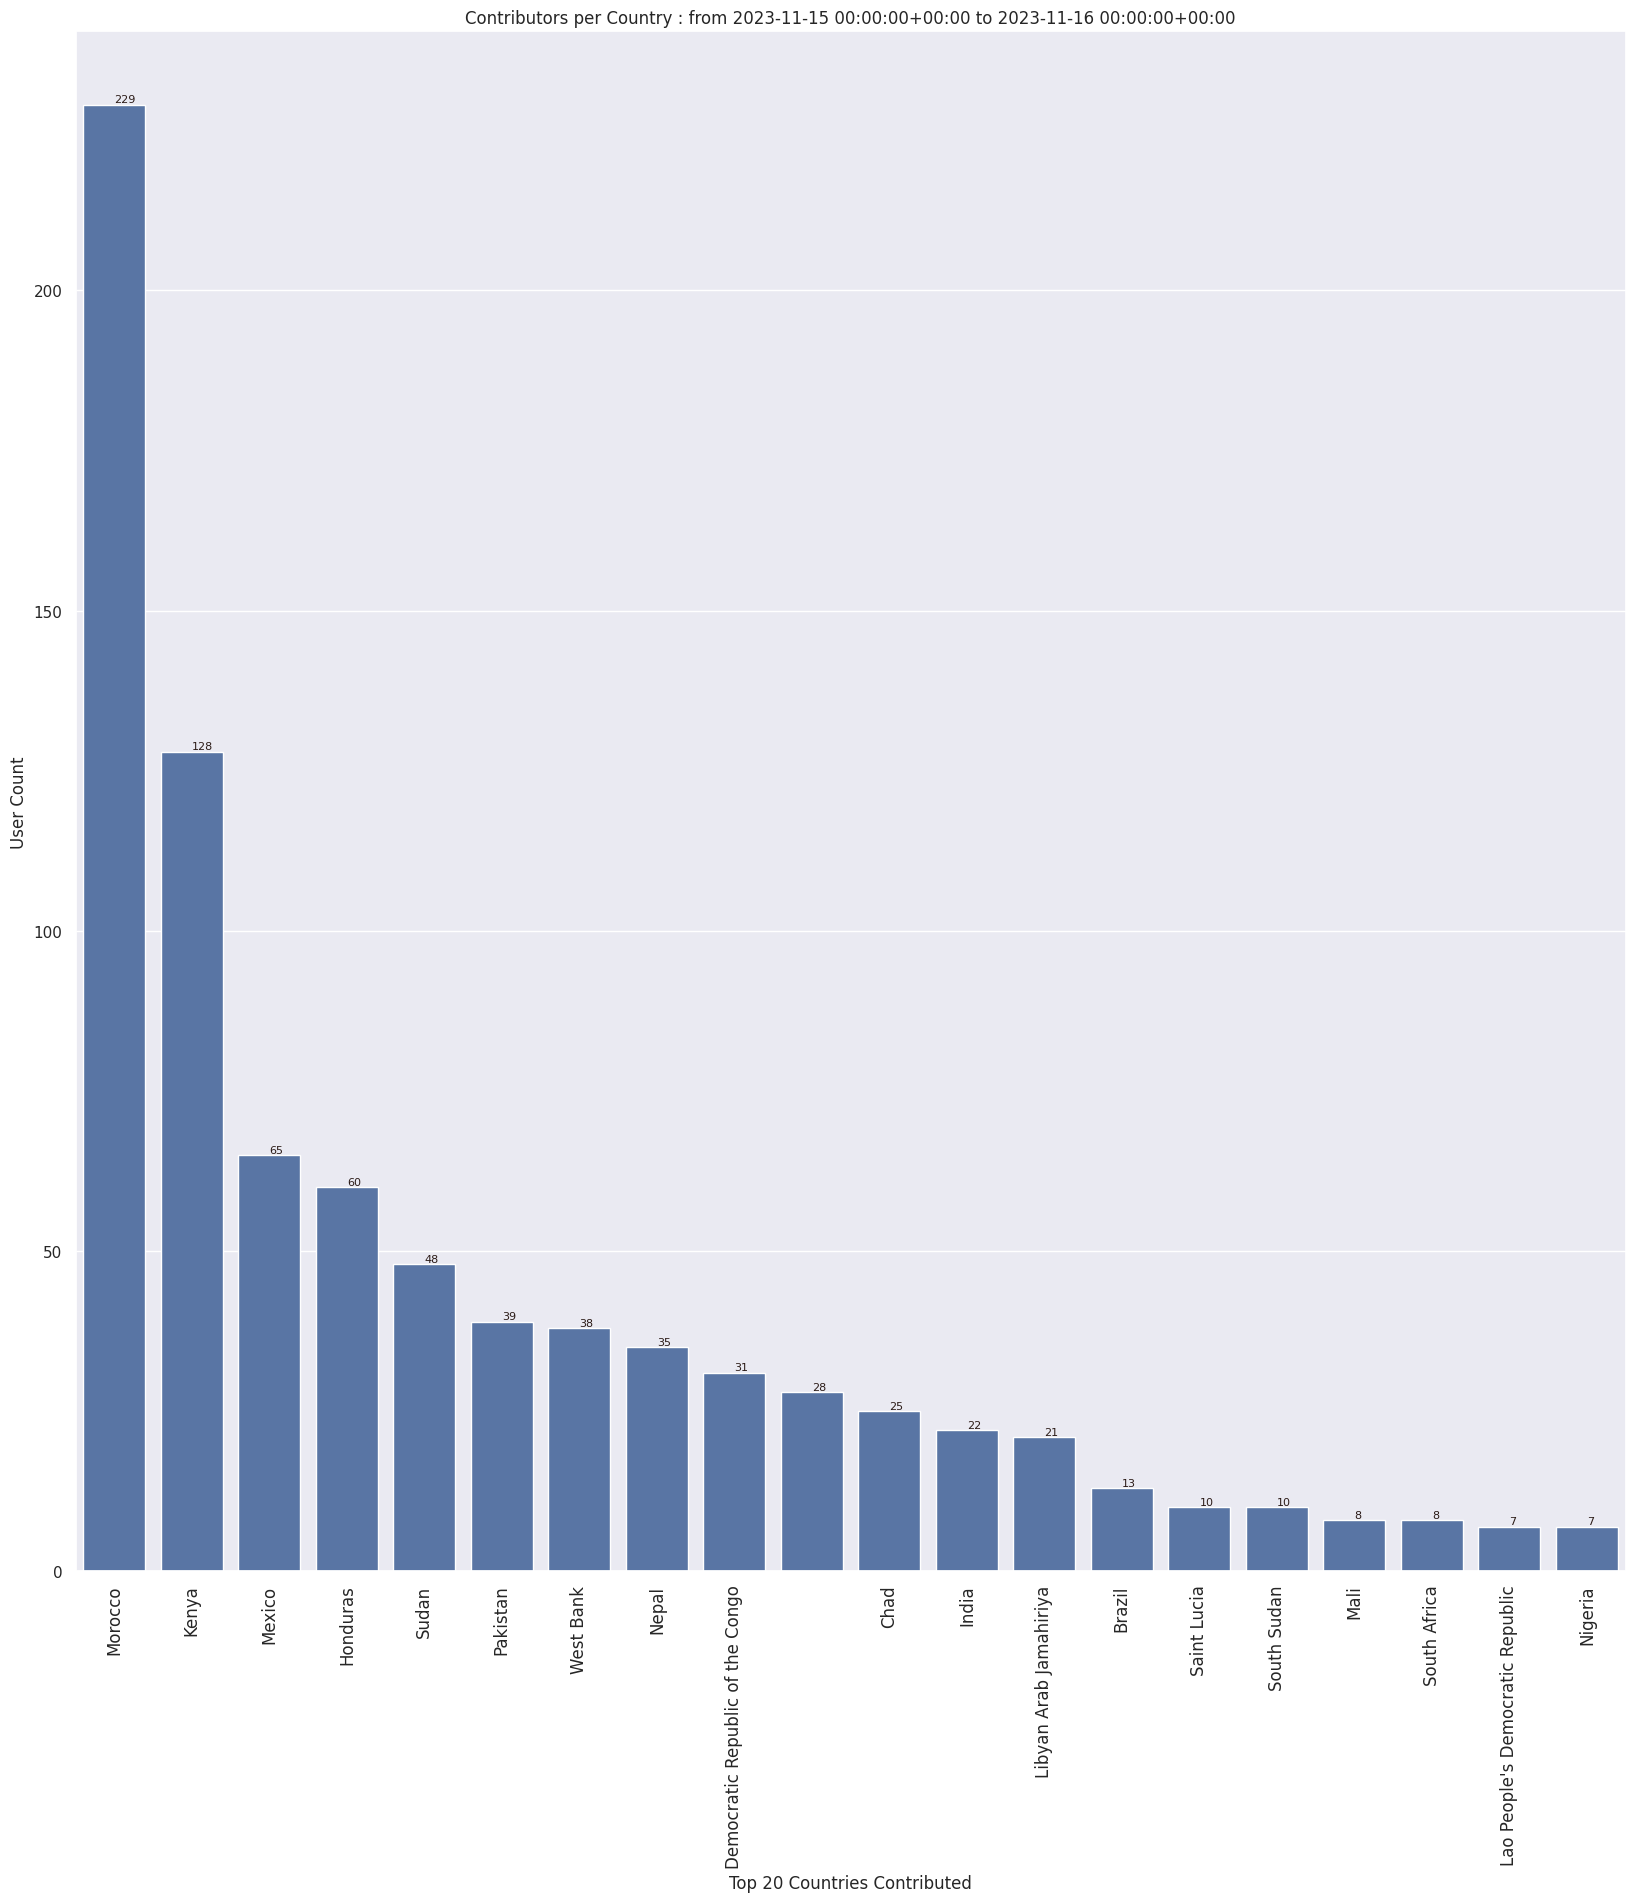 Contributors per Country : from 2023-11-15 00:00:00+00:00 to 2023-11-16 00:00:00+00:00
User Count
200
150
100
50
0
229
128
65
60
48
39
38
35
31
28
25
22
21
13
10
10
8
8
7
7
Morocco
Kenya
Mexico
Honduras
Sudan
Pakistan
West Bank
Nepal
Democratic Republic of the Congo
Chad
India
Libyan Arab Jamahiriya
Brazil
Saint Lucia
South Sudan
Mali
South Africa
Lao People's Democratic Republic
Nigeria
Top 20 Countries Contributed